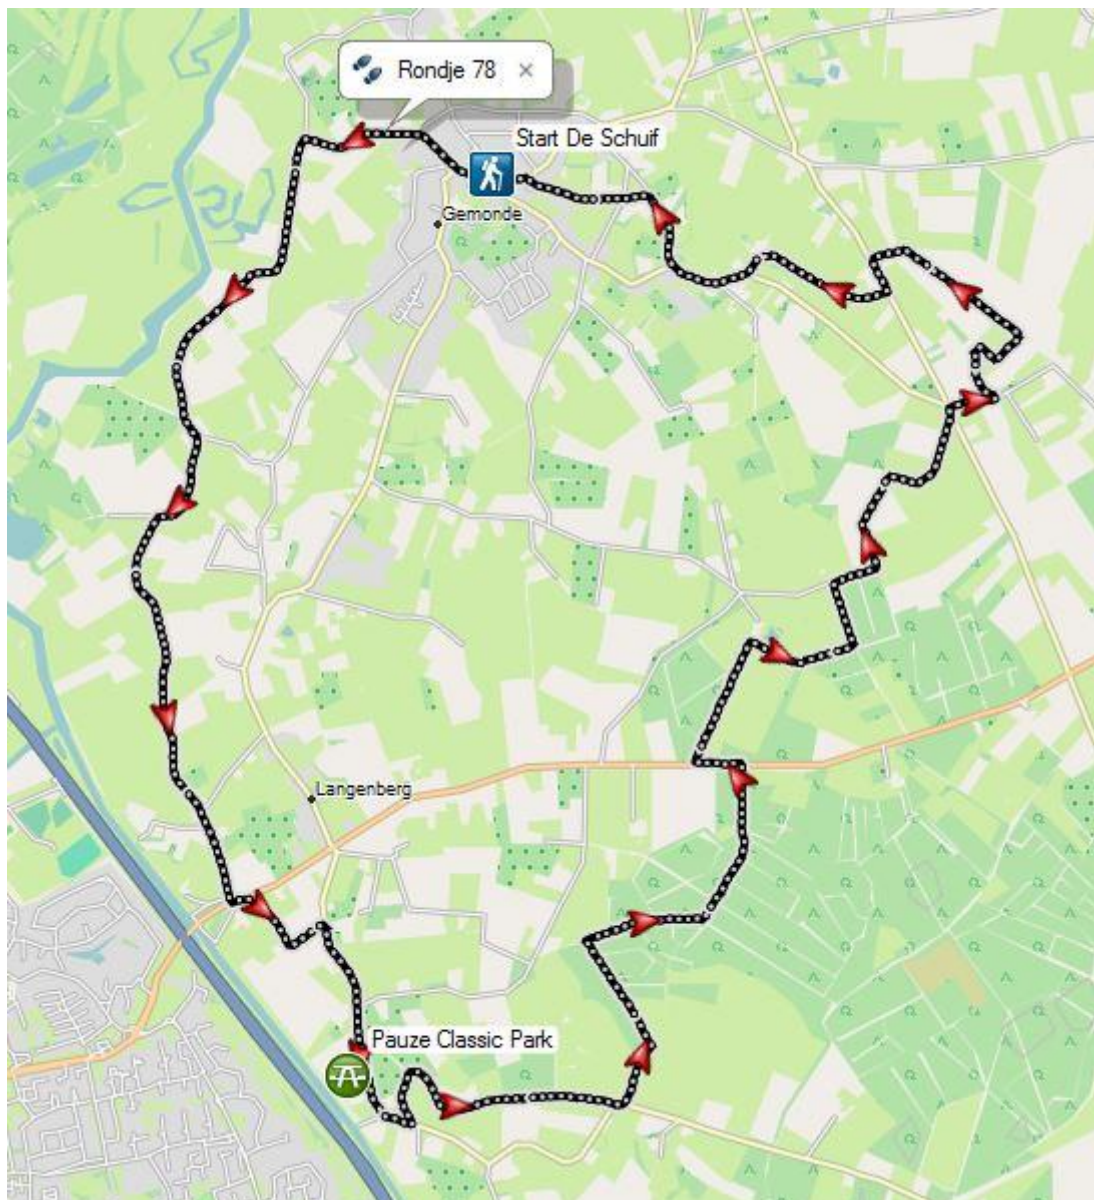 Rondje 78 ×
Start De Schuif
Gemonde
Langenberg
Pauze Classic Park